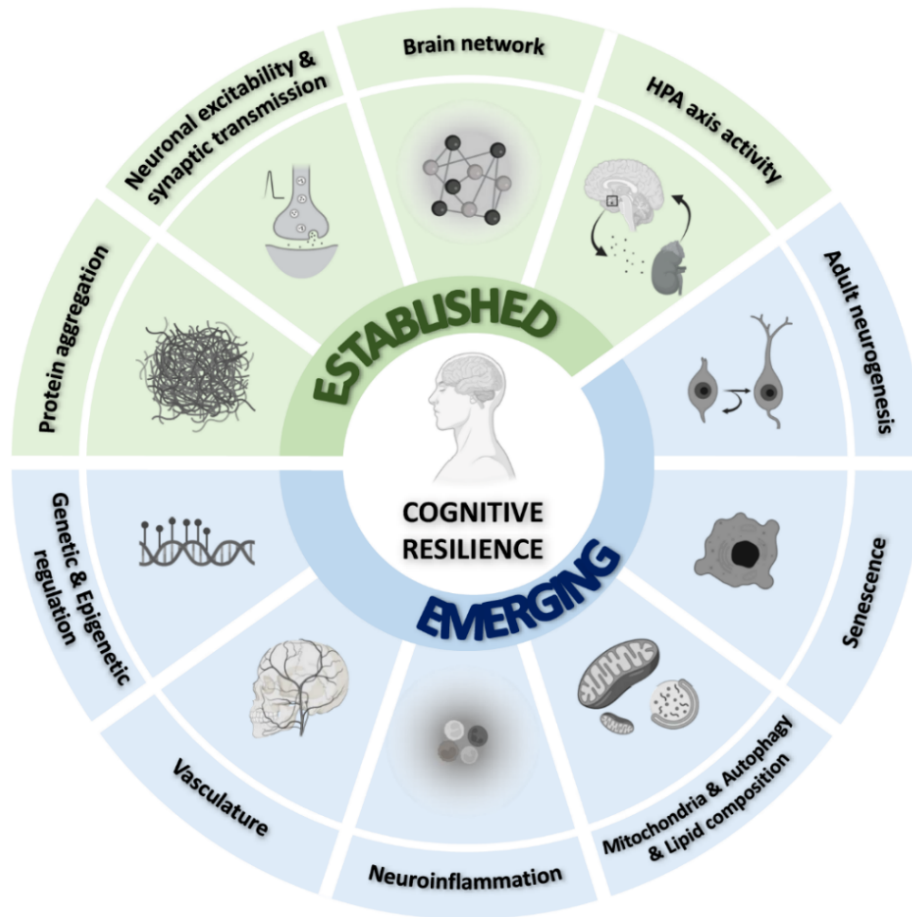 Brain network
HPA axis activity
Adult neurogenesis
Senescence
Mitochondria & Autophagy
& Lipid composition
Neuroinflammation
Vasculature
Genetic & Epigenetic
regulation
Protein aggregation
Neuronal excitability &
synaptic transmission
ESTABLISHED
COGNITIVE
RESILIENCE
EMERGING